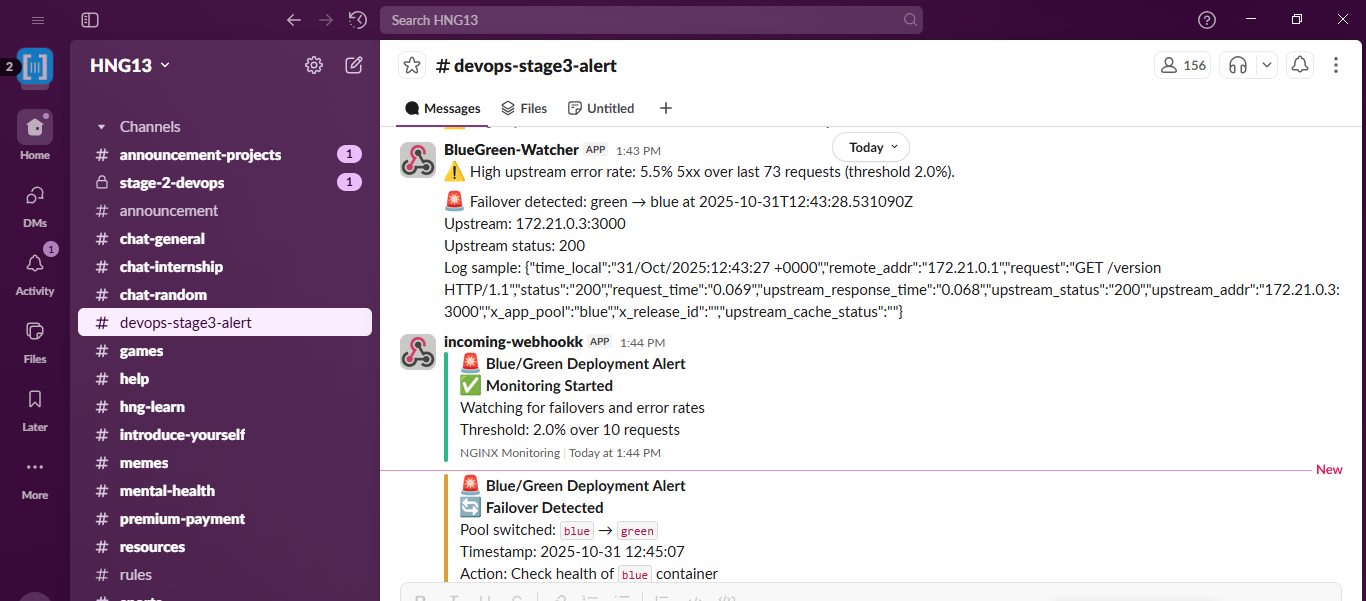 Search HNG13
2
HNG13
Home
DMs
1
Activity
Files
Later
More
Channels
# announcement-projects 1
stage-2-devops 1
# announcement
# chat-general
# chat-internship
# chat-random
# devops-stage3-alert
# games
# help
# hng-learn
# introduce-yourself
# memes
# mental-health
# premium-payment
# resources
# rules
# devops-stage3-alert
156
Messages Files Untitled +
Today
BlueGreen-Watcher APP 1:43 PM
High upstream error rate: 5.5% 5xx over last 73 requests (threshold 2.0%).
Failover detected: green → blue at 2025-10-31T12:43:28.531090Z
Upstream: 172.21.0.3:3000
Upstream status: 200
Log sample: {"time_local":"31/Oct/2025:12:43:27 +0000","remote_addr":"172.21.0.1","request":"GET /version
HTTP/1.1","status":"200","request_time":"0.069","upstream_response_time":"0.068","upstream_status":"200","upstream_addr":"172.21.0.3:
3000","x_app_pool":"blue","x_release_id":"","upstream_cache_status":""}
incoming-webhookk APP 1:44 PM
Blue/Green Deployment Alert
Monitoring Started
Watching for failovers and error rates
Threshold: 2.0% over 10 requests
NGINX Monitoring | Today at 1:44 PM
New
Blue/Green Deployment Alert
Failover Detected
Pool switched: blue → green
Timestamp: 2025-10-31 12:45:07
Action: Check health of blue container